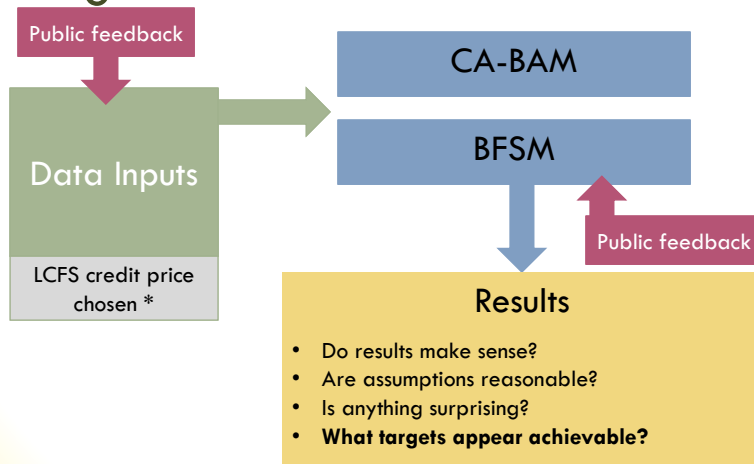 Public feedback
CA-BAM
Data Inputs
BFSM
LCFS credit price
chosen *
Public feedback
Results
• Do results make sense?
• Are assumptions reasonable?
• Is anything surprising?
• What targets appear achievable?